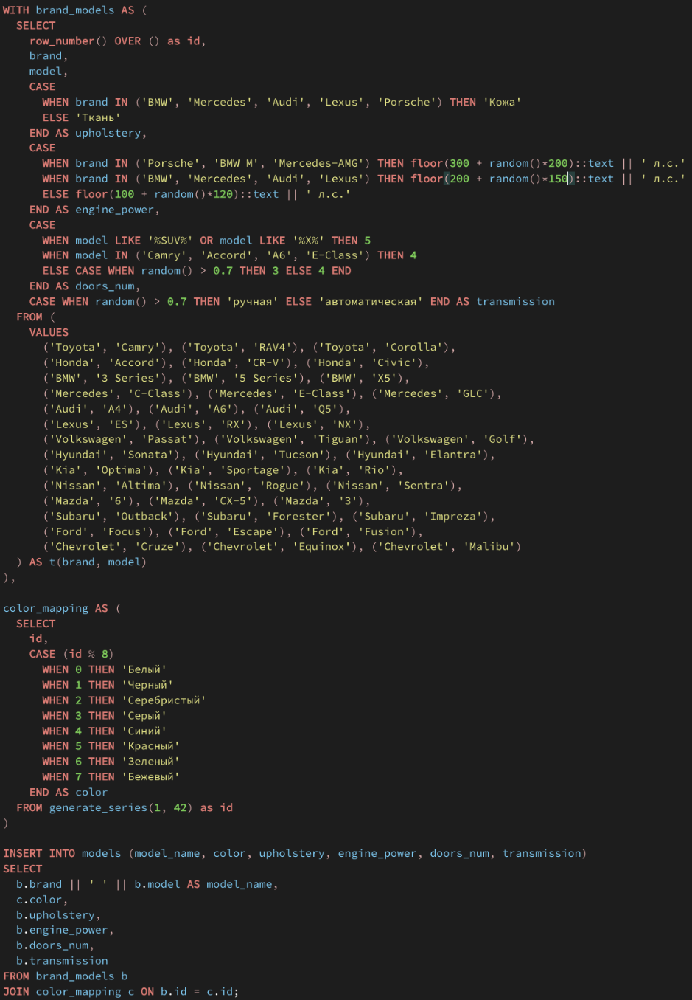 WITH brand_models AS (
  SELECT
    row_number() OVER () as id,
    brand,
    model,
    CASE
      WHEN brand IN ('BMW', 'Mercedes', 'Audi', 'Lexus', 'Porsche') THEN 'Кожа'
      ELSE 'Ткань'
    END AS upholstery,
    CASE
      WHEN brand IN ('Porsche', 'BMW M', 'Mercedes-AMG') THEN floor(300 + random()*200)::text || ' л.с.'
      WHEN brand IN ('BMW', 'Mercedes', 'Audi', 'Lexus') THEN floor(200 + random()*150)::text || ' л.с.'
      ELSE floor(100 + random()*120)::text || ' л.с.'
    END AS engine_power,
    CASE
      WHEN model LIKE '%SUV%' OR model LIKE '%X%' THEN 5
      WHEN model IN ('Camry', 'Accord', 'A6', 'E-Class') THEN 4
      ELSE CASE WHEN random() > 0.7 THEN 3 ELSE 4 END
    END AS doors_num,
    CASE WHEN random() > 0.7 THEN 'ручная' ELSE 'автоматическая' END AS transmission
  FROM (
    VALUES
      ('Toyota', 'Camry'), ('Toyota', 'RAV4'), ('Toyota', 'Corolla'),
      ('Honda', 'Accord'), ('Honda', 'CR-V'), ('Honda', 'Civic'),
      ('BMW', '3 Series'), ('BMW', '5 Series'), ('BMW', 'X5'),
      ('Mercedes', 'C-Class'), ('Mercedes', 'E-Class'), ('Mercedes', 'GLC'),
      ('Audi', 'A4'), ('Audi', 'A6'), ('Audi', 'Q5'),
      ('Lexus', 'ES'), ('Lexus', 'RX'), ('Lexus', 'NX'),
      ('Volkswagen', 'Passat'), ('Volkswagen', 'Tiguan'), ('Volkswagen', 'Golf'),
      ('Hyundai', 'Sonata'), ('Hyundai', 'Tucson'), ('Hyundai', 'Elantra'),
      ('Kia', 'Optima'), ('Kia', 'Sportage'), ('Kia', 'Rio'),
      ('Nissan', 'Altima'), ('Nissan', 'Rogue'), ('Nissan', 'Sentra'),
      ('Mazda', '6'), ('Mazda', 'CX-5'), ('Mazda', '3'),
      ('Subaru', 'Outback'), ('Subaru', 'Forester'), ('Subaru', 'Impreza'),
      ('Ford', 'Focus'), ('Ford', 'Escape'), ('Ford', 'Fusion'),
      ('Chevrolet', 'Cruze'), ('Chevrolet', 'Equinox'), ('Chevrolet', 'Malibu')
  ) AS t(brand, model)
),

color_mapping AS (
  SELECT
    id,
    CASE (id % 8)
      WHEN 0 THEN 'Белый'
      WHEN 1 THEN 'Черный'
      WHEN 2 THEN 'Серебристый'
      WHEN 3 THEN 'Серый'
      WHEN 4 THEN 'Синий'
      WHEN 5 THEN 'Красный'
      WHEN 6 THEN 'Зеленый'
      WHEN 7 THEN 'Бежевый'
    END AS color
  FROM generate_series(1, 42) as id
)

INSERT INTO models (model_name, color, upholstery, engine_power, doors_num, transmission)
SELECT
  b.brand || ' ' || b.model AS model_name,
  c.color,
  b.upholstery,
  b.engine_power,
  b.doors_num,
  b.transmission
FROM brand_models b
JOIN color_mapping c ON b.id = c.id;